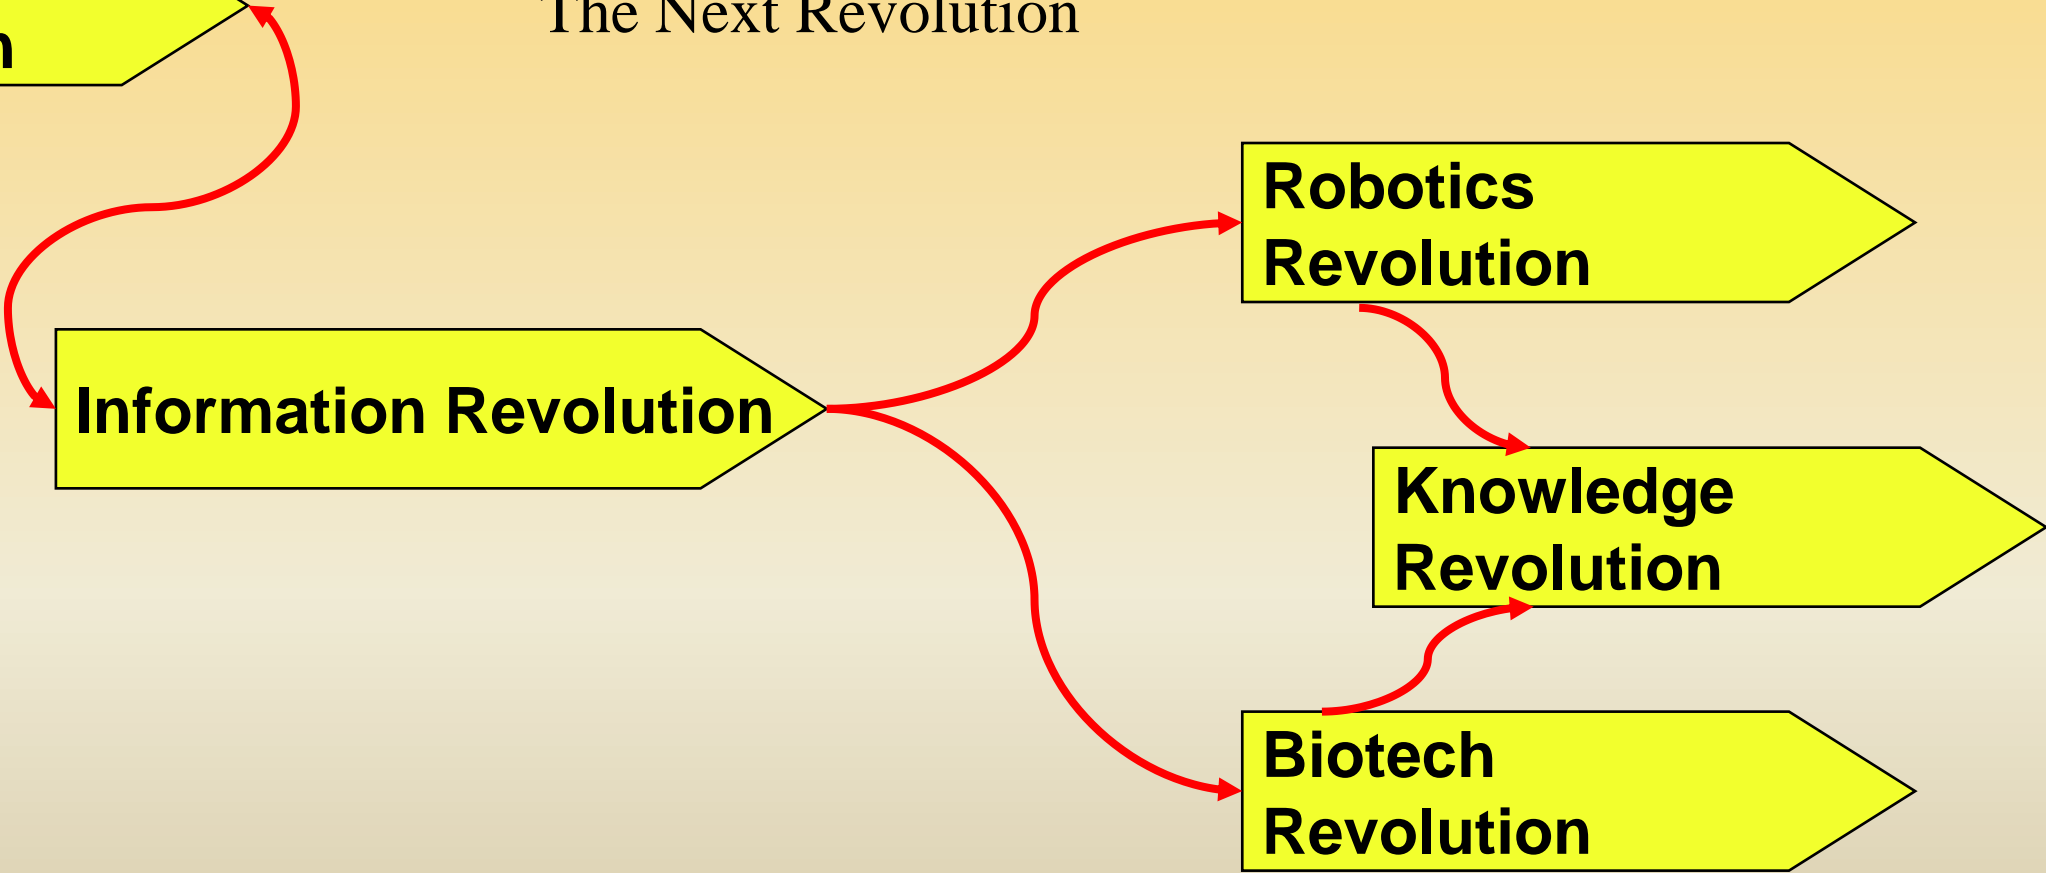 The Next Revolution
n
Robotics
Revolution
Information Revolution
Knowledge
Revolution
Biotech
Revolution